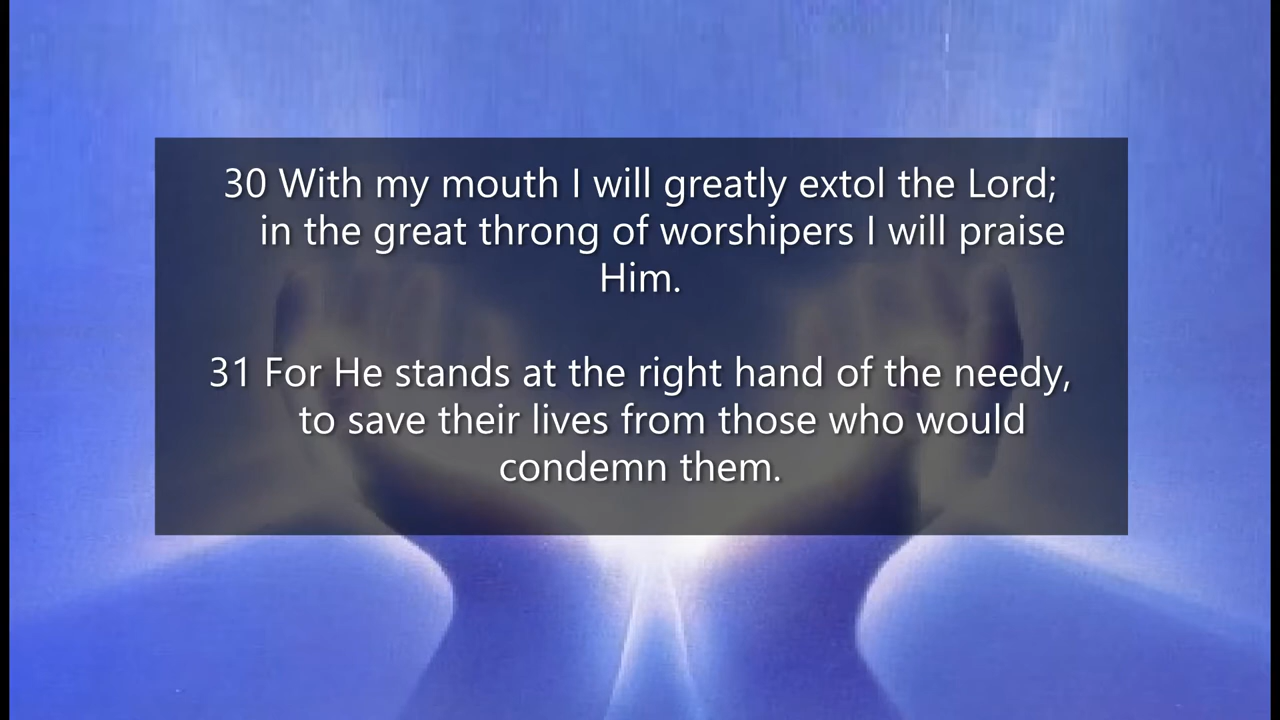 30 With my mouth I will greatly extol the Lord;
in the great throng of worshipers I will praise
Him.
31 For He stands at the right hand of the needy,
to save their lives from those who would
condemn them.